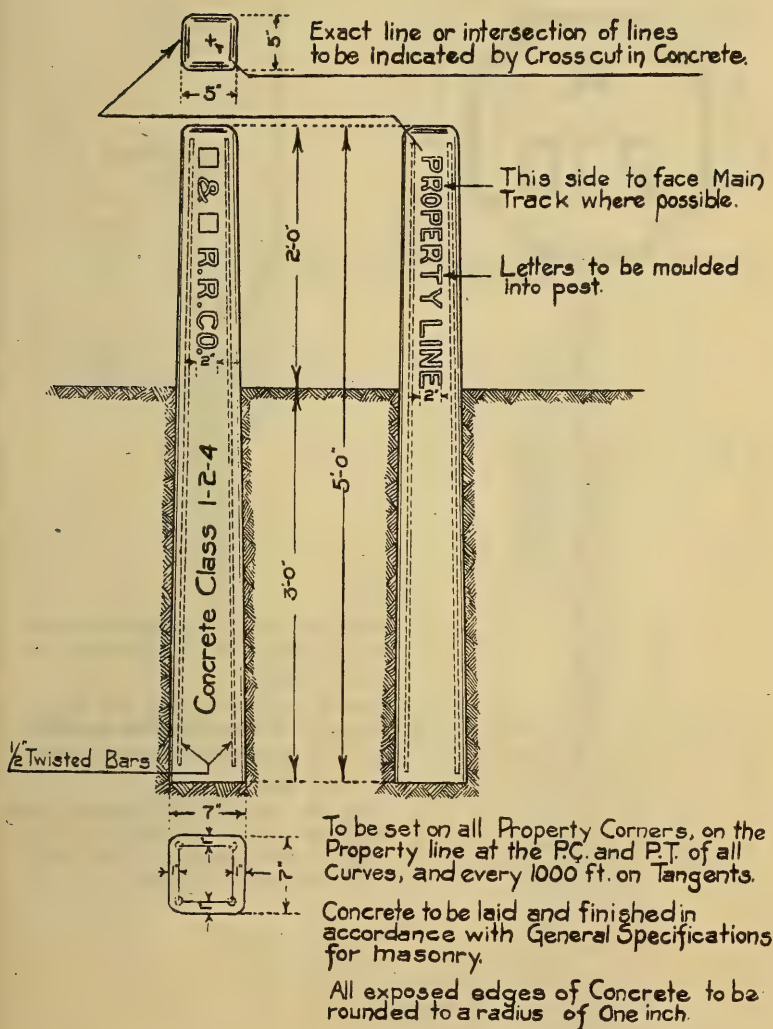 Exact line or intersection of lines
to be indicated by Cross cut in Concrete.
5"
5"
□ & □ R.R.CO.
2"
Concrete Class 1-2-4
2'-0"
3'-0"
5'-0"
PROPERTY LINE.
2"
This side to face Main
Track where possible.
Letters to be moulded
into post.
1/2" Twisted Bars
7"
7"
1"
1"
1"
1"
To be set on all Property Corners, on the
Property line at the P.C. and P.T. of all
Curves, and every 1000 ft. on Tangents.
Concrete to be laid and finished in
accordance with General Specifications
for masonry.
All exposed edges of Concrete to be
rounded to a radius of One inch.